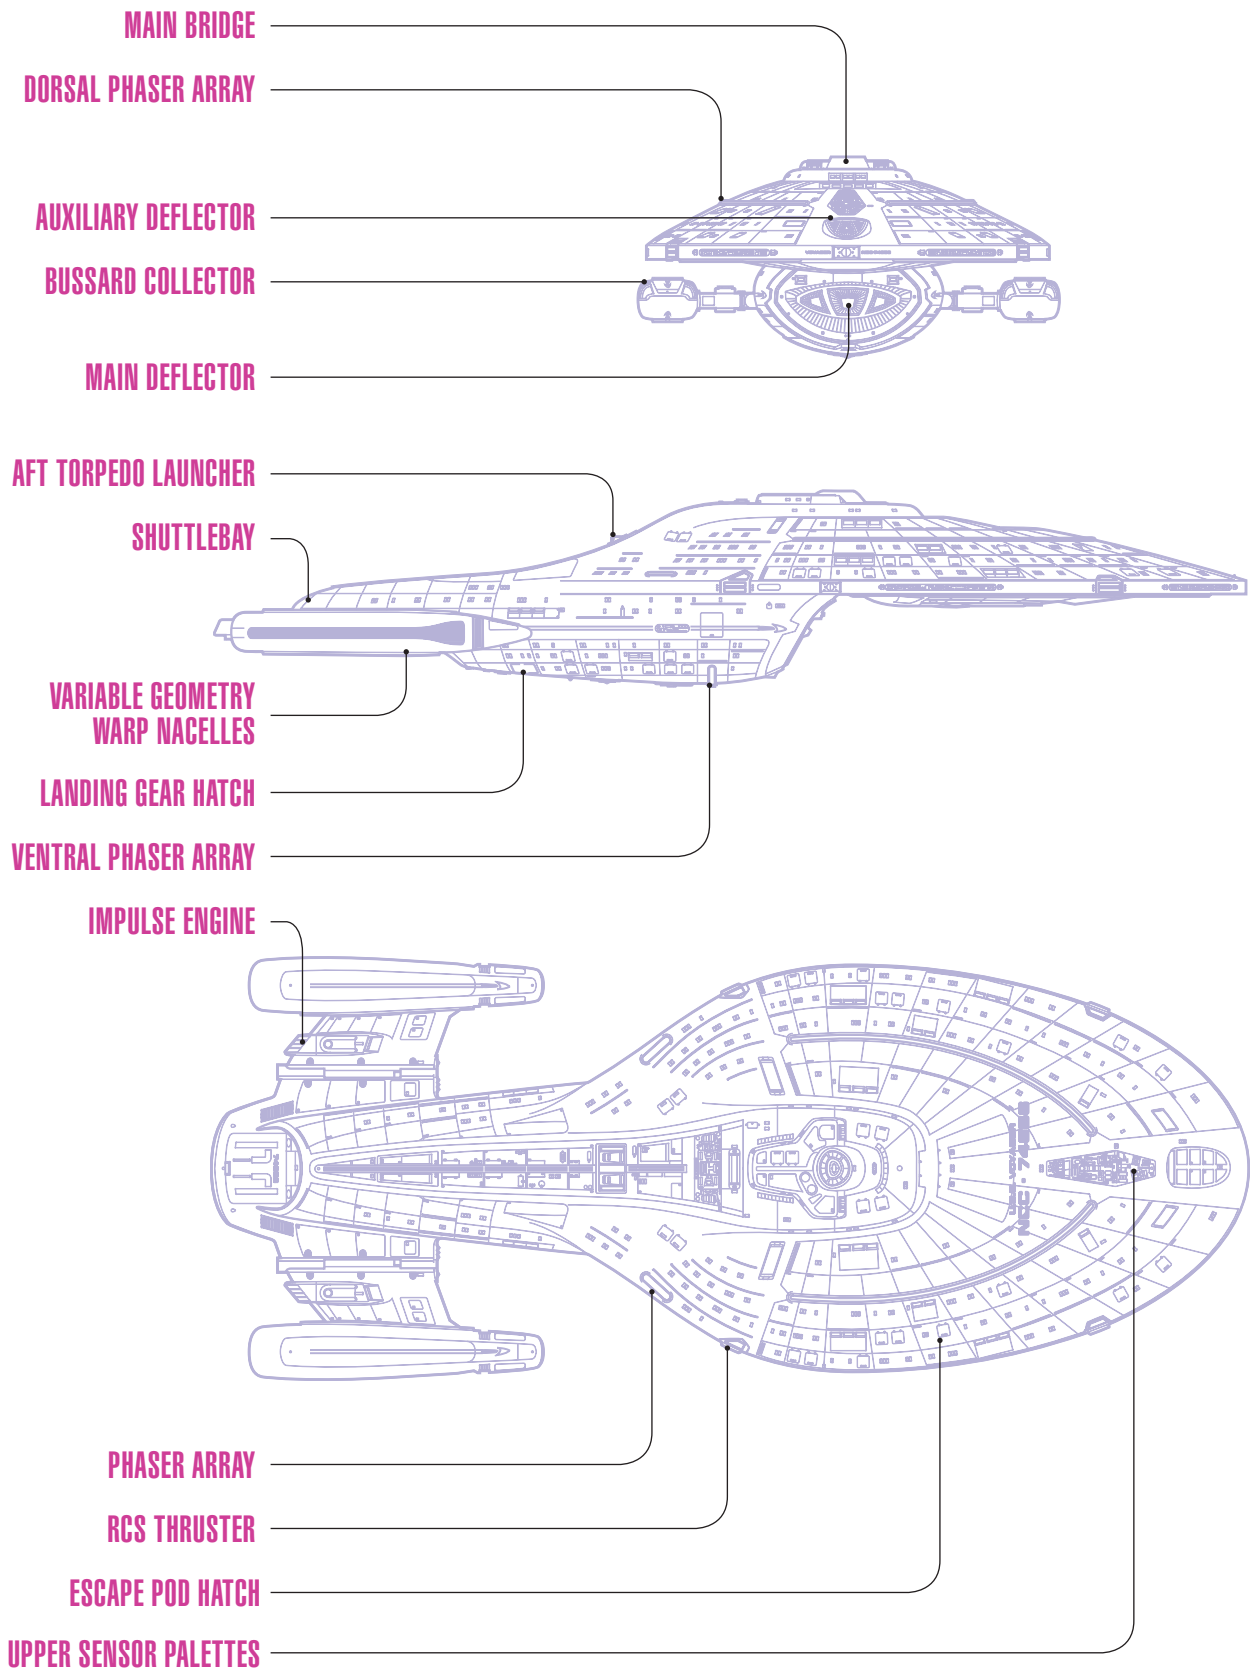 MAIN BRIDGE
DORSAL PHASER ARRAY
AUXILIARY DEFLECTOR
BUSSARD COLLECTOR
MAIN DEFLECTOR
AFT TORPEDO LAUNCHER
SHUTTLEBAY
VARIABLE GEOMETRY
WARP NACELLES
LANDING GEAR HATCH
VENTRAL PHASER ARRAY
IMPULSE ENGINE
PHASER ARRAY
RCS THRUSTER
ESCAPE POD HATCH
UPPER SENSOR PALETTES